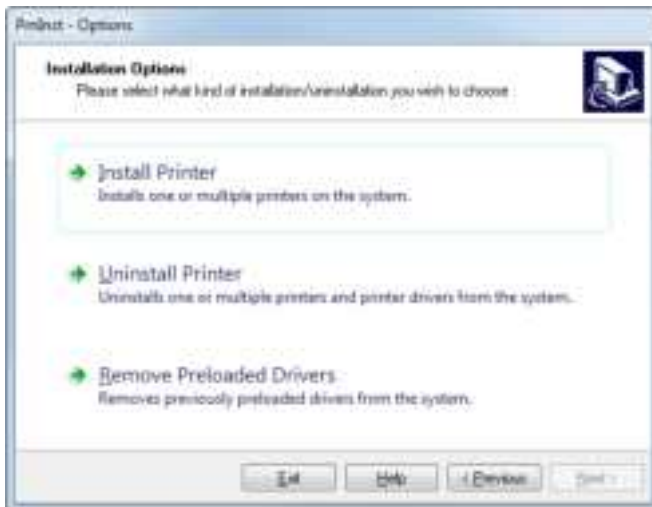 PrnInst - Options
Installation Options
Please select what kind of installation/uninstallation you wish to choose
Install Printer
Installs one or multiple printers on the system.
Uninstall Printer
Uninstalls one or multiple printers and printer drivers from the system.
Remove Preloaded Drivers
Removes previously preloaded drivers from the system.
Exit Help < Previous Next >